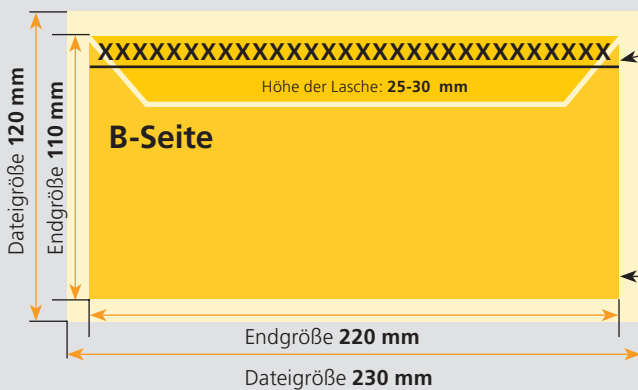 XXXXXXXXXXXXXXXXXXXXXXXXX
Höhe der Lasche: 25-30 mm
B-Seite
Dateigröße 120 mm
Endgröße 110 mm
Endgröße 220 mm
Dateigröße 230 mm